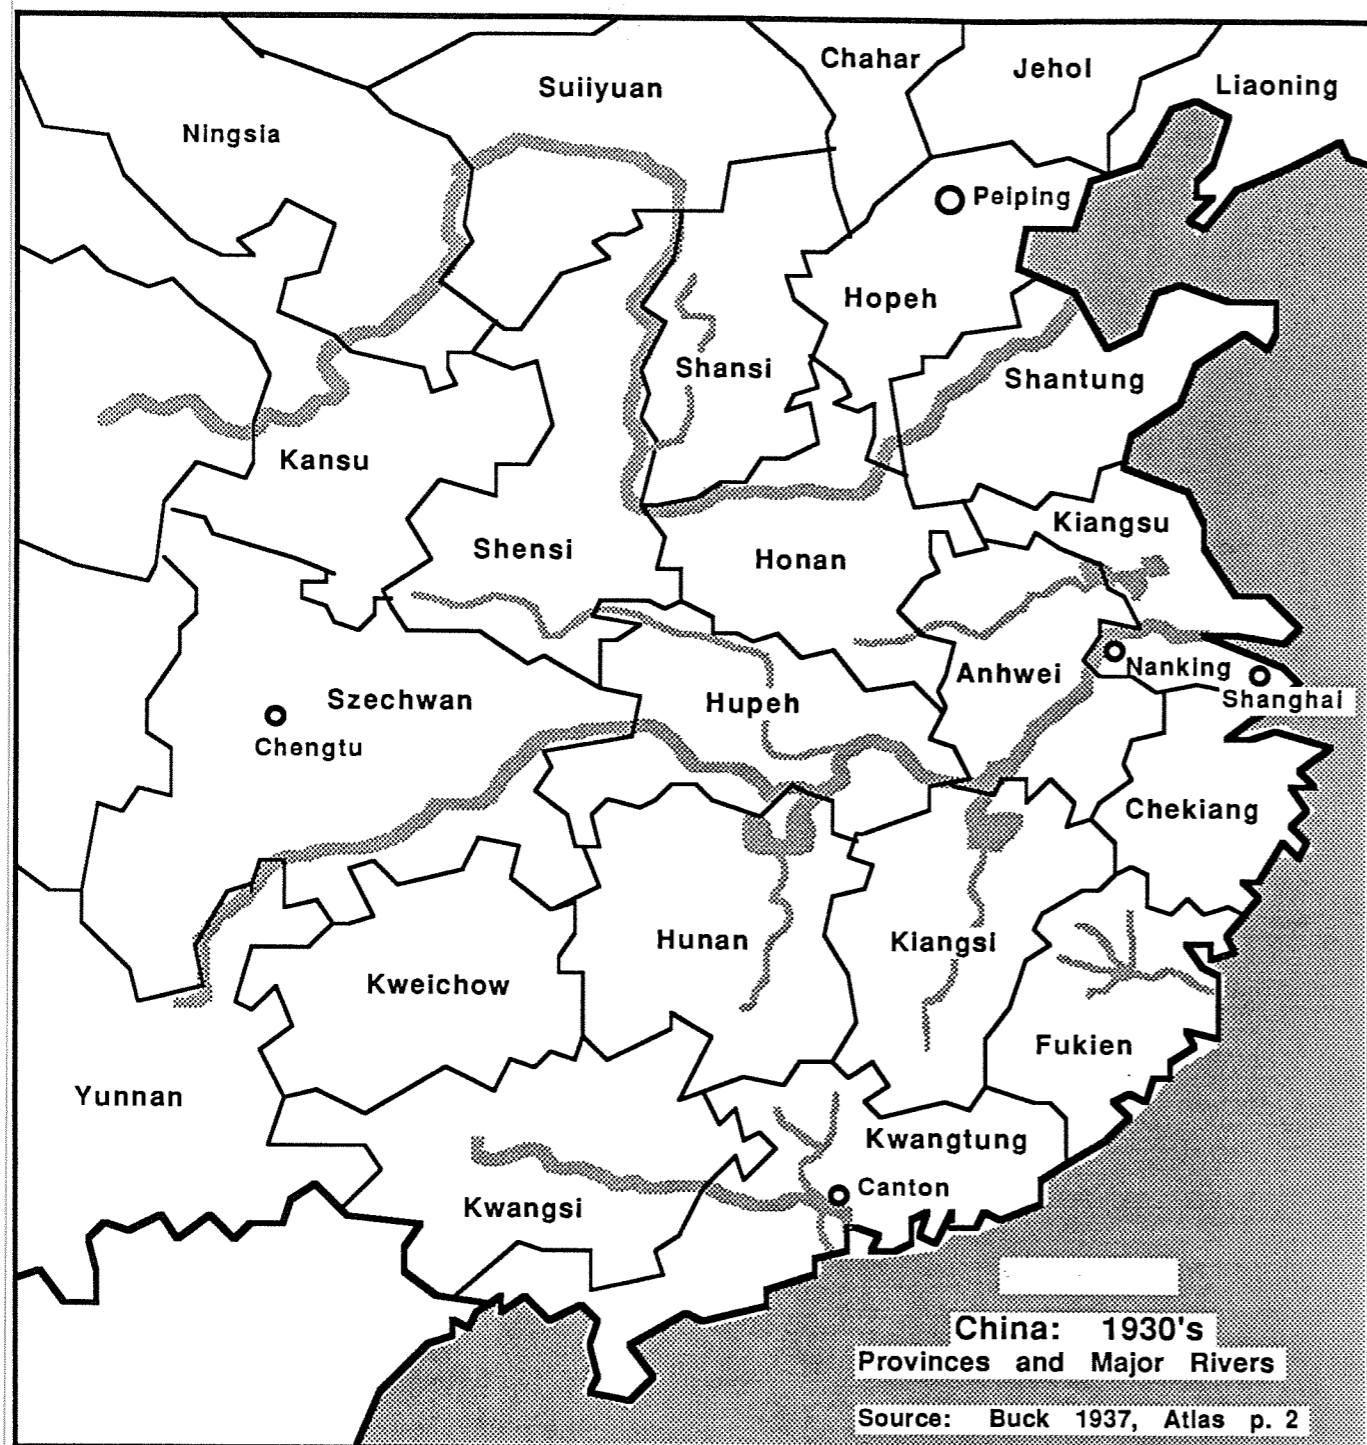 Chahar
Jehol
Suiiyuan
Liaoning
Ningsia
Peiping
Hopeh
Shansi
Shantung
Kansu
Kiangsu
Shensi
Honan
Anhwei
Nanking
Szechwan
Hupeh
Shanghai
Chengtu
Chekiang
Hunan
Kiangsi
Kweichow
Fukien
Yunnan
Kwangtung
Canton
Kwangsi
China: 1930's
Provinces and Major Rivers
Source: Buck 1937, Atlas p. 2